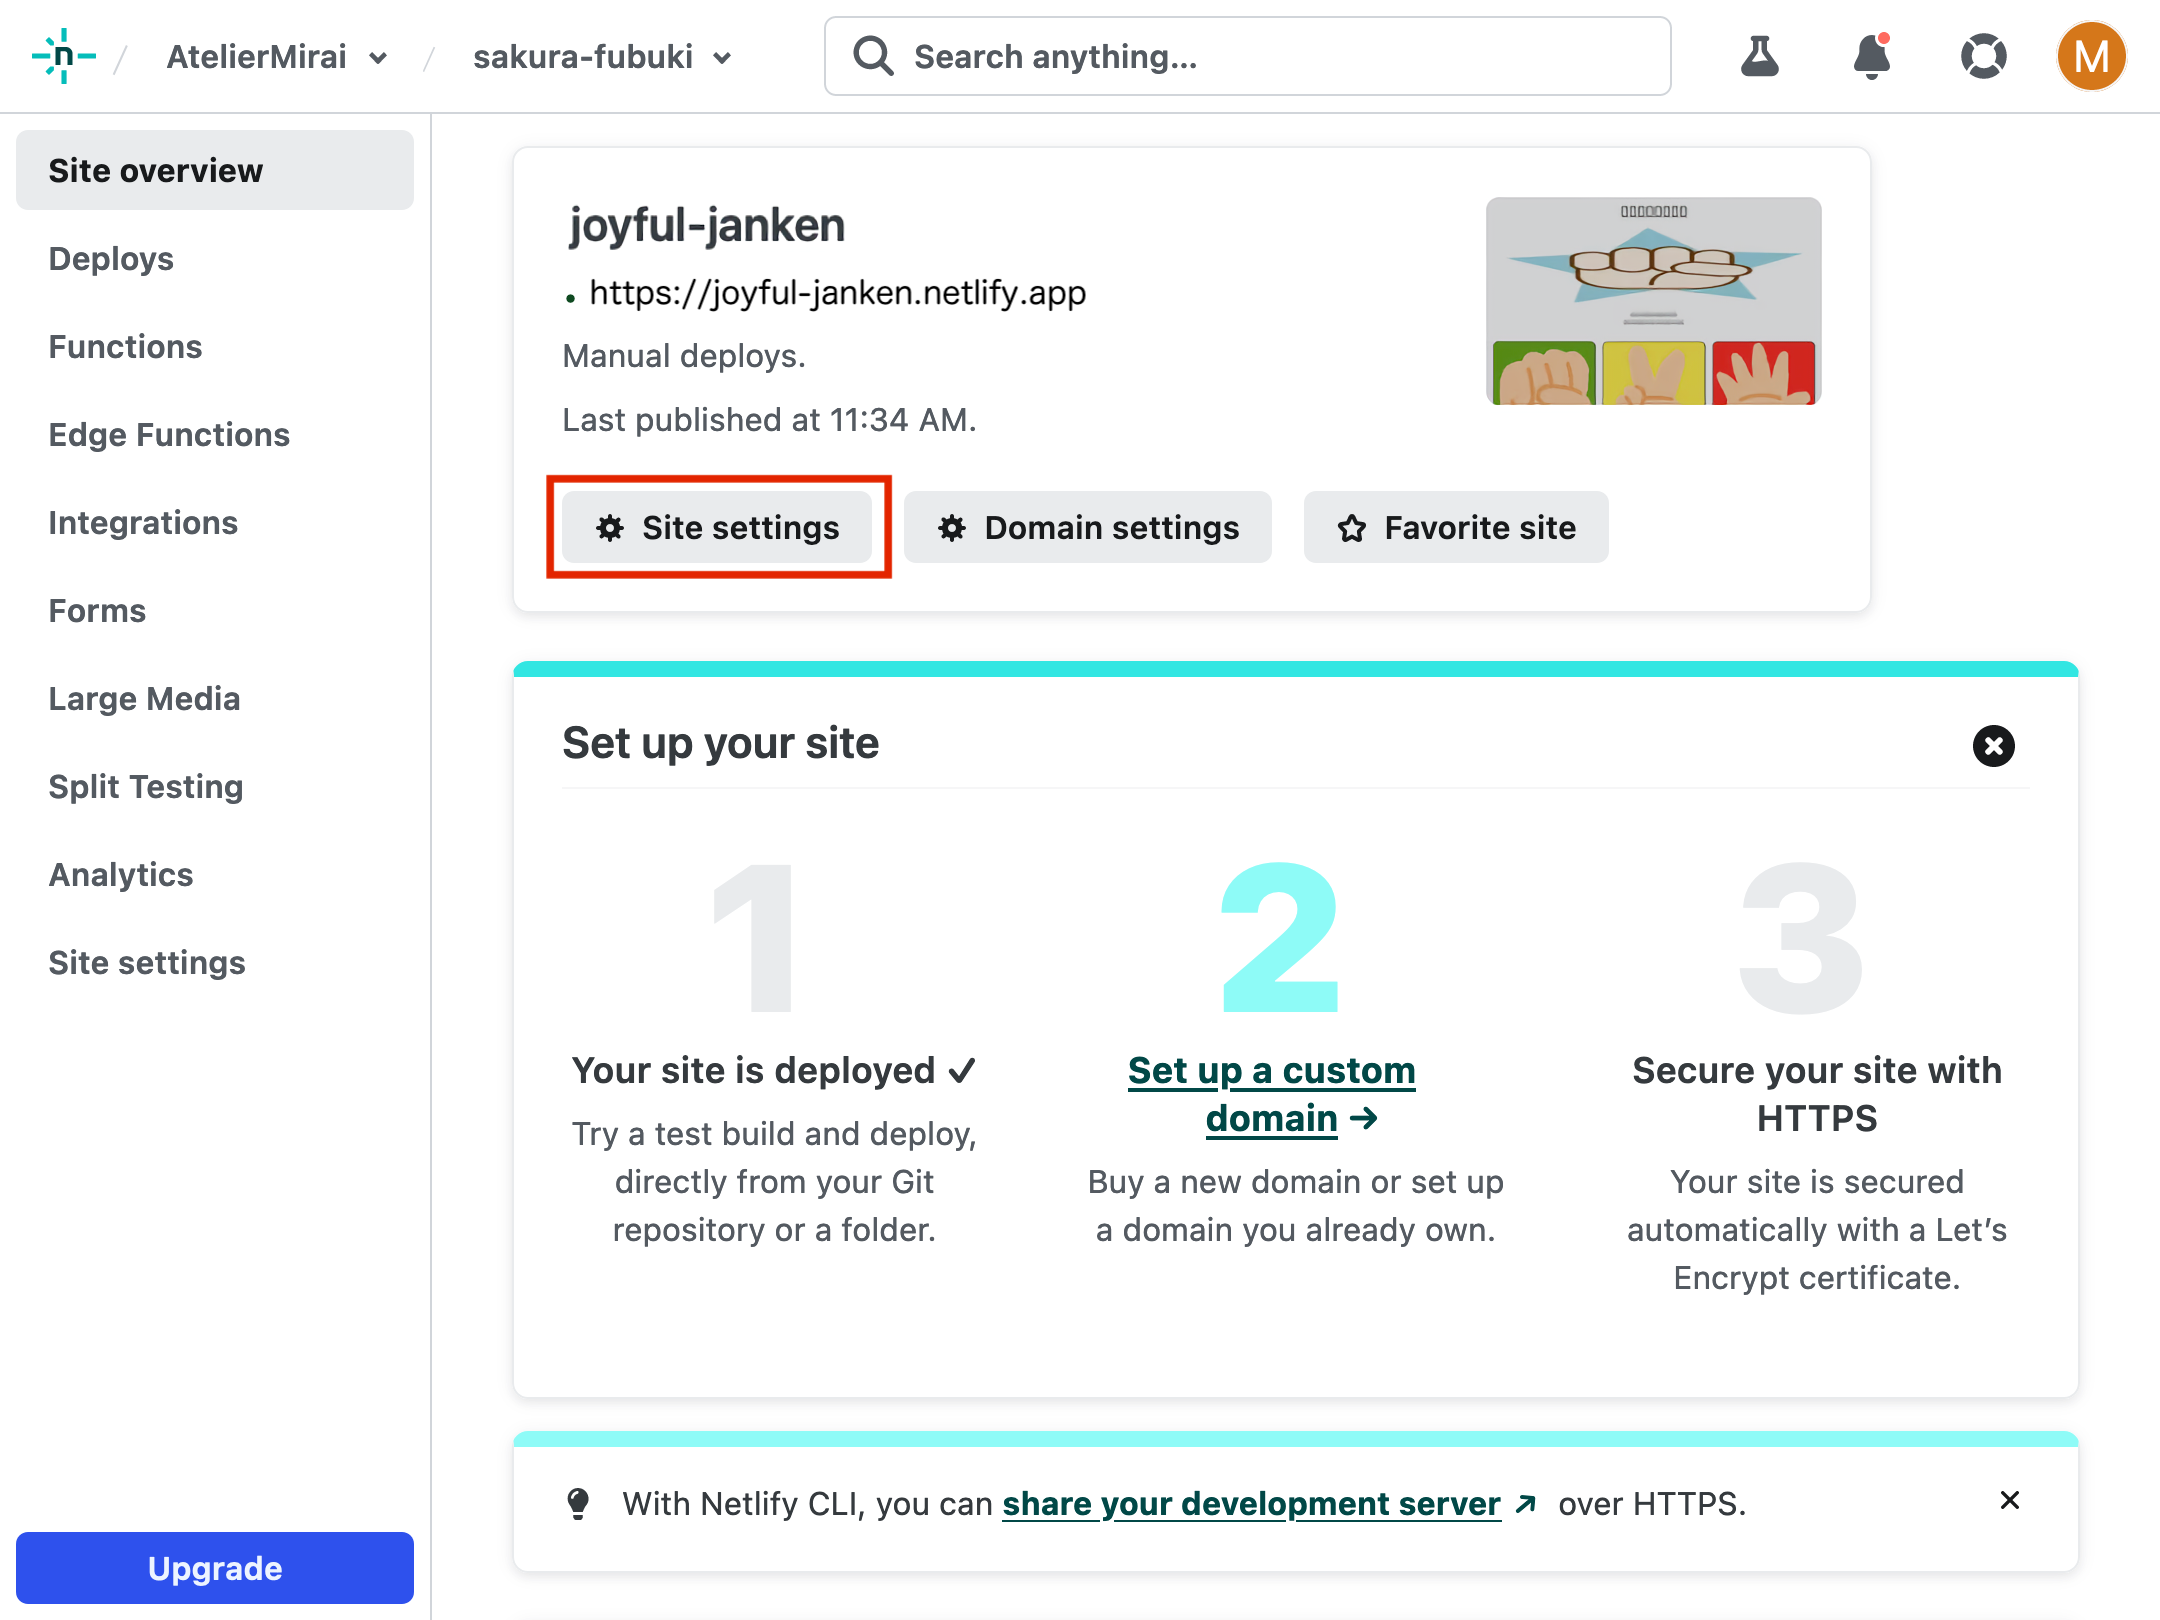 n / AtelierMirai / sakura-fubuki Search anything... M
Site overview
Deploys
Functions
Edge Functions
Integrations
Forms
Large Media
Split Testing
Analytics
Site settings
Upgrade
joyful-janken
• https://joyful-janken.netlify.app
Manual deploys.
Last published at 11:34 AM.
Site settings
Domain settings
Favorite site
Set up your site
1
Your site is deployed ✓
Try a test build and deploy,
directly from your Git
repository or a folder.
2
Set up a custom
domain →
Buy a new domain or set up
a domain you already own.
3
Secure your site with
HTTPS
Your site is secured
automatically with a Let's
Encrypt certificate.
With Netlify CLI, you can share your development server ↗ over HTTPS.